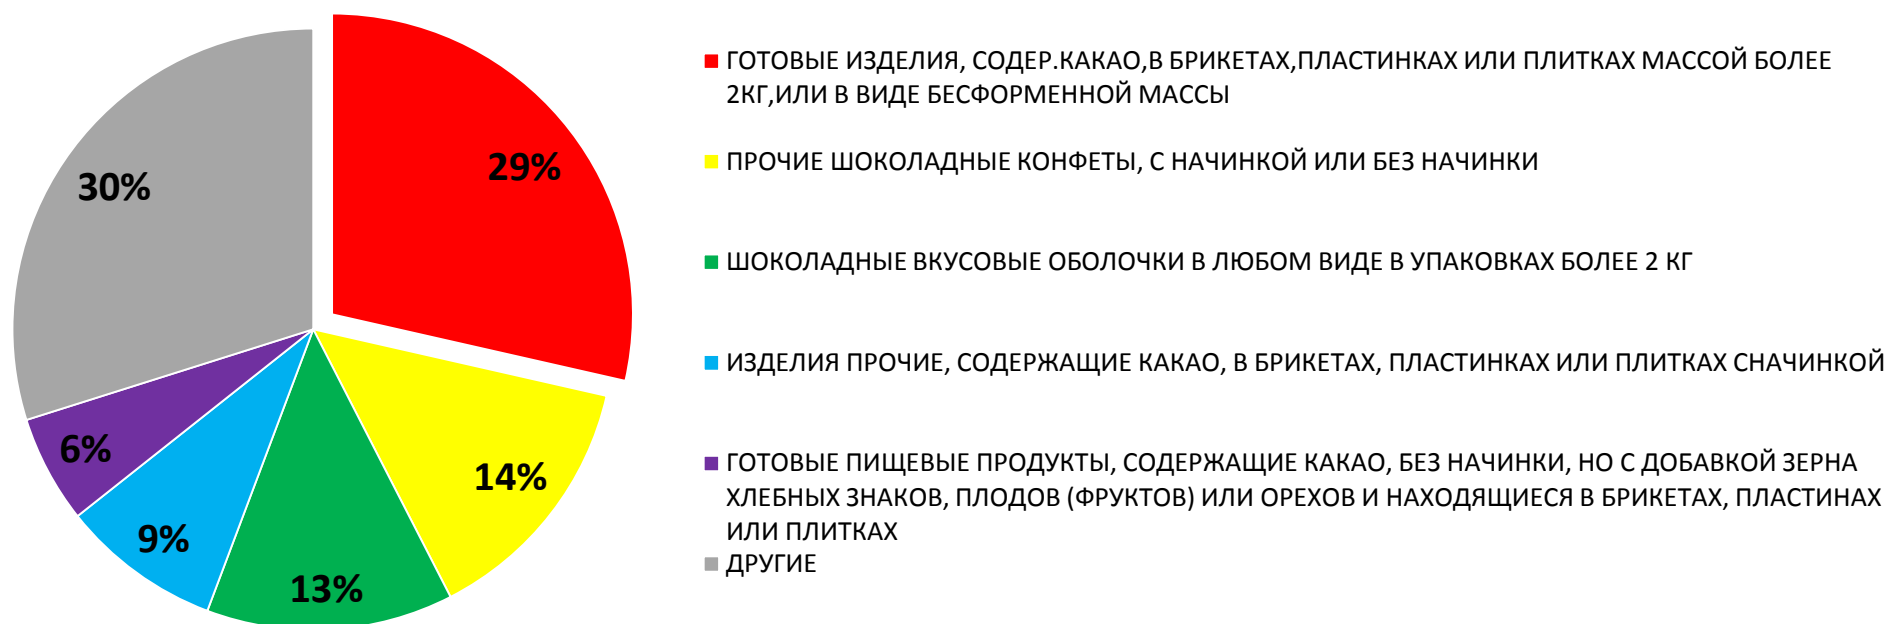 ГОТОВЫЕ ИЗДЕЛИЯ, СОДЕР.КАКАО,В БРИКЕТАХ,ПЛАСТИНКАХ ИЛИ ПЛИТКАХ МАССОЙ БОЛЕЕ
2КГ,ИЛИ В ВИДЕ БЕСФОРМЕННОЙ МАССЫ
ПРОЧИЕ ШОКОЛАДНЫЕ КОНФЕТЫ, С НАЧИНКОЙ ИЛИ БЕЗ НАЧИНКИ
ШОКОЛАДНЫЕ ВКУСОВЫЕ ОБОЛОЧКИ В ЛЮБОМ ВИДЕ В УПАКОВКАХ БОЛЕЕ 2 КГ
ИЗДЕЛИЯ ПРОЧИЕ, СОДЕРЖАЩИЕ КАКАО, В БРИКЕТАХ, ПЛАСТИНКАХ ИЛИ ПЛИТКАХ СНАЧИНКОЙ
ГОТОВЫЕ ПИЩЕВЫЕ ПРОДУКТЫ, СОДЕРЖАЩИЕ КАКАО, БЕЗ НАЧИНКИ, НО С ДОБАВКОЙ ЗЕРНА
ХЛЕБНЫХ ЗНАКОВ, ПЛОДОВ (ФРУКТОВ) ИЛИ ОРЕХОВ И НАХОДЯЩИЕСЯ В БРИКЕТАХ, ПЛАСТИНАХ
ИЛИ ПЛИТКАХ
ДРУГИЕ
29%
14%
13%
9%
6%
30%